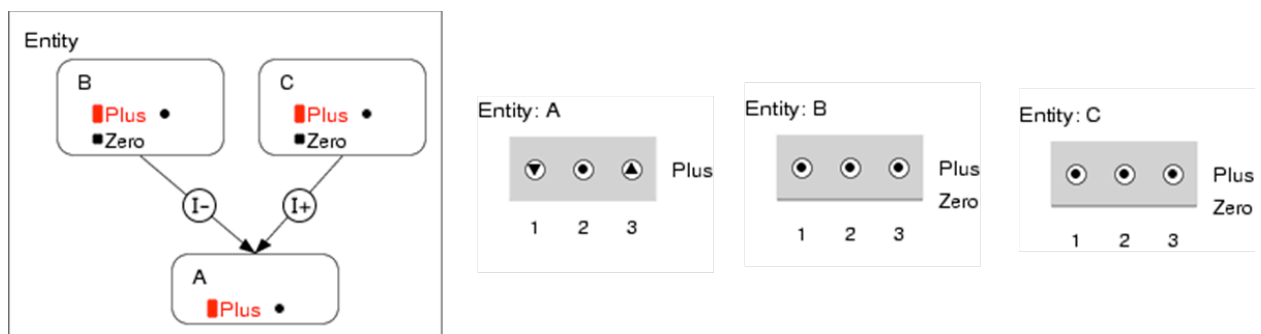 Entity
B
Plus
Zero
C
Plus
Zero
I-
I+
A
Plus
Entity: A
Plus
1 2 3
Entity: B
Plus
Zero
1 2 3
Entity: C
Plus
Zero
1 2 3